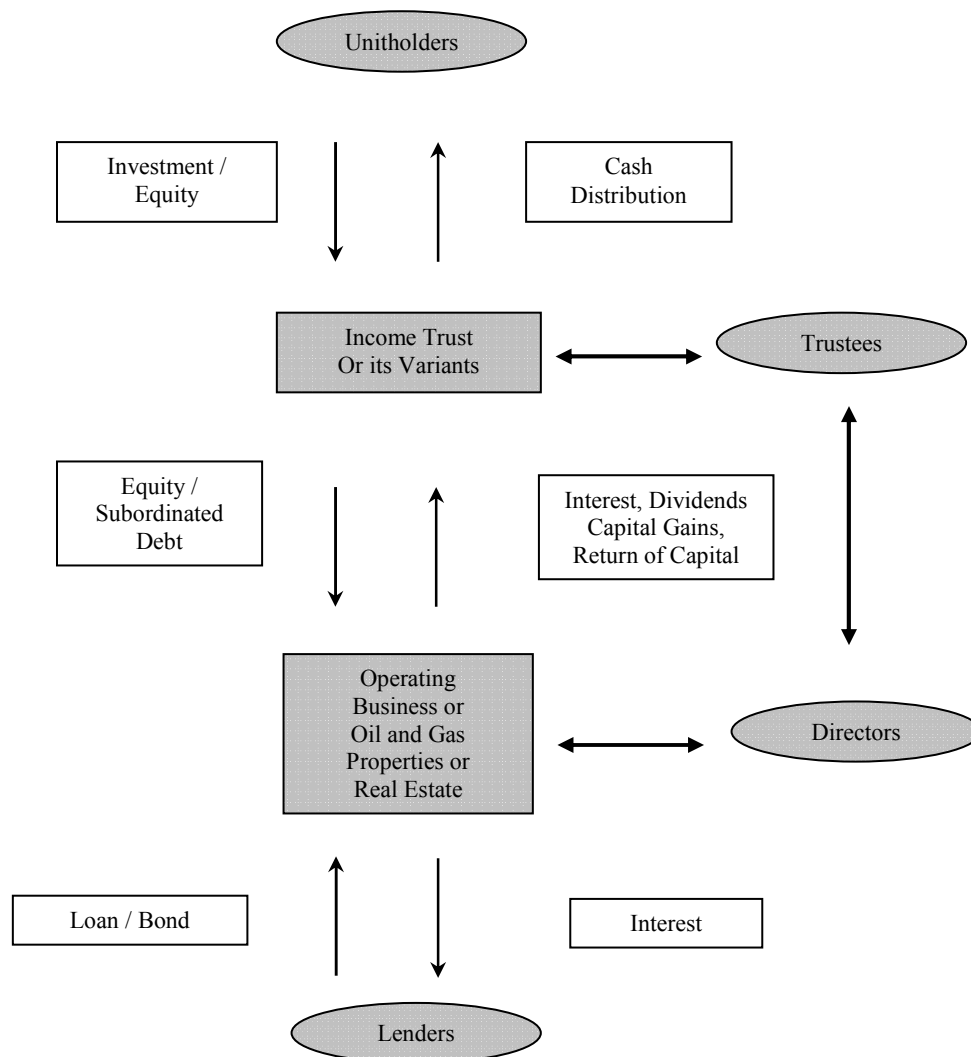 Unitholders
Investment /
Equity
Cash
Distribution
Income Trust
Or its Variants
Trustees
Equity /
Subordinated
Debt
Interest, Dividends
Capital Gains,
Return of Capital
Operating
Business or
Oil and Gas
Properties or
Real Estate
Directors
Loan / Bond
Interest
Lenders